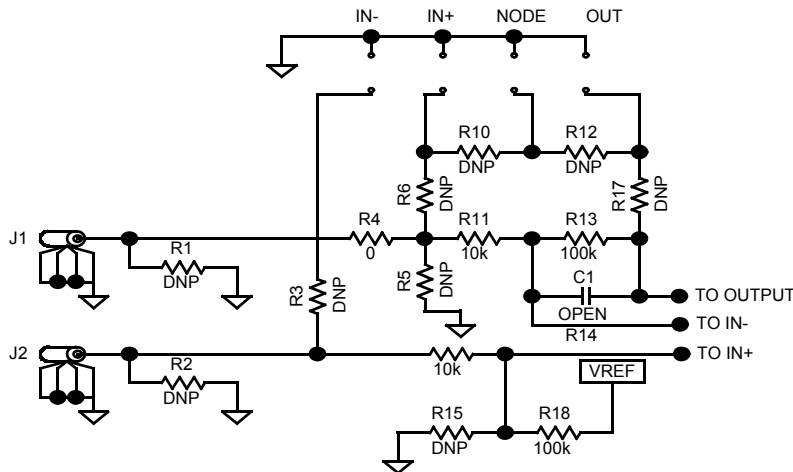 IN- IN+ NODE OUT
R10 R12
DNP DNP
R6 DNP R17 DNP
J1 R4 R11 R13
R1 0 10k 100k
DNP
R3 DNP R5 DNP C1
OPEN
TO OUTPUT
TO IN-
R14
J2 TO IN+
R2 10k VREF
DNP
R15 R18
DNP 100k